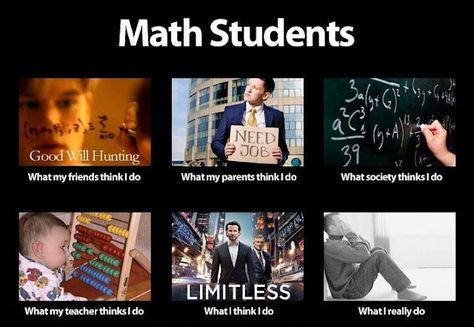 Math Students
Good Will Hunting
NEED
JOB
What my friends think I do
What my parents think I do
What society thinks I do
LIMITLESS
What my teacher thinks I do
What I think I do
What I really do